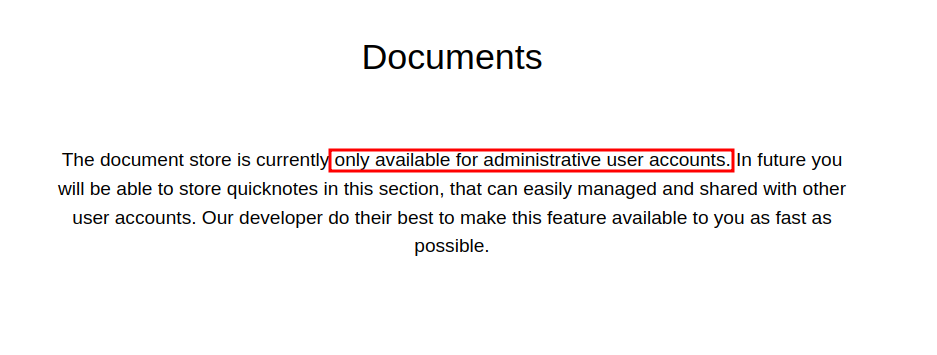 Documents
The document store is currently only available for administrative user accounts. In future you
will be able to store quicknotes in this section, that can easily managed and shared with other
user accounts. Our developer do their best to make this feature available to you as fast as
possible.